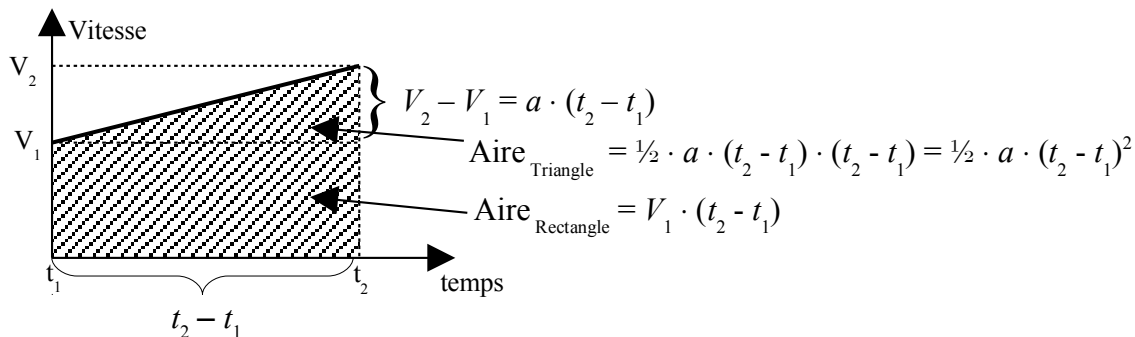 Vitesse
V₂
V₂ – V₁ = a · (t₂ – t₁)
V₁
Aire Triangle = ½ · a · (t₂ - t₁) · (t₂ - t₁) = ½ · a · (t₂ - t₁)²
Aire Rectangle = V₁ · (t₂ - t₁)
t₁ t₂ temps
t₂ – t₁